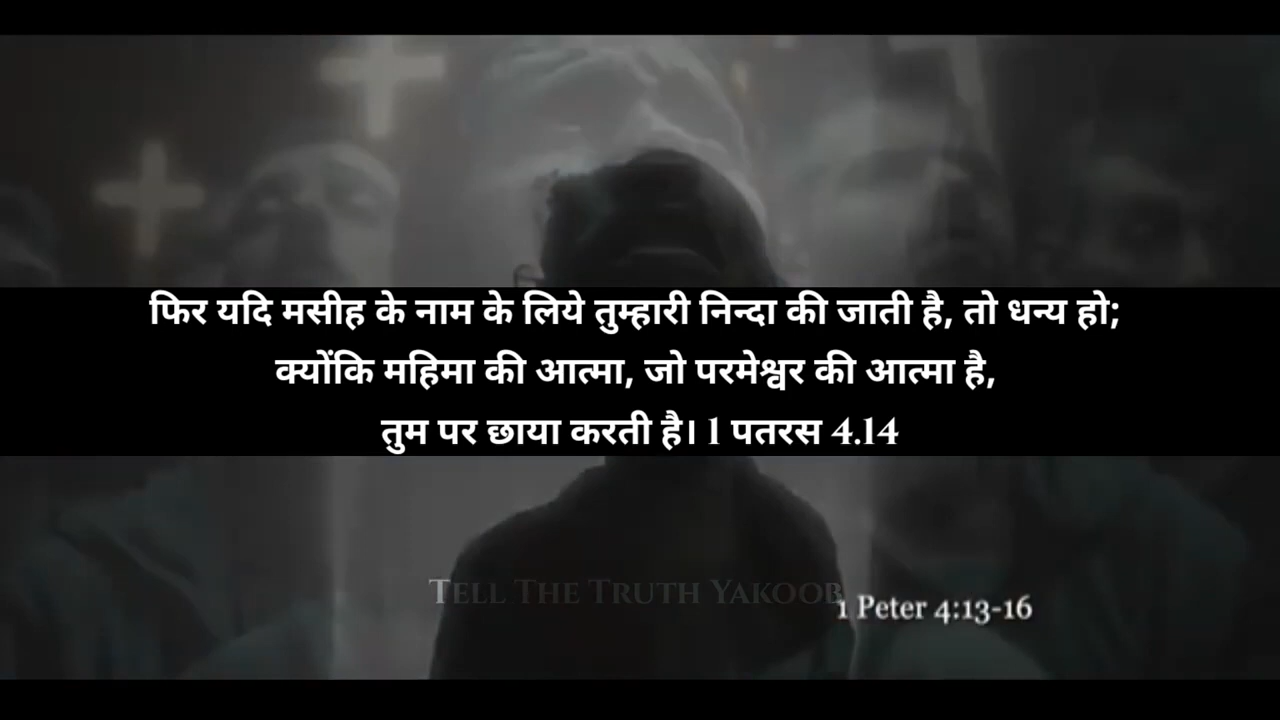 फिर यदि मसीह के नाम के लिये तुम्हारी निन्दा की जाती है, तो धन्य हो;
क्योंकि महिमा की आत्मा, जो परमेश्वर की आत्मा है,
तुम पर छाया करती है। 1 पतरस 4.14
Tell The Truth Yakoob
1 Peter 4:13-16